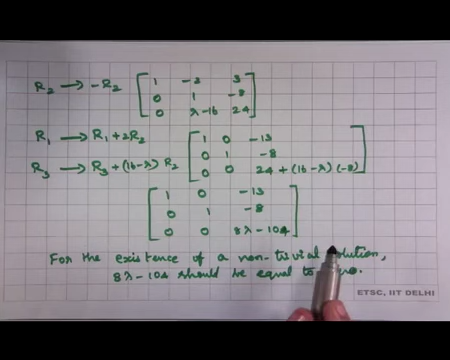 R₂ → -R₂ [1 -2 3
0 1 -8
0 λ-16 24]
R₁ → R₁+2R₂ [1 0 -13
0 1 -8
R₃ → R₃+(16-λ) R₂ 0 0 24+(16-λ)(-8)]
[1 0 -13
0 1 -8
0 0 8λ-104]
For the existence of a non-trivial solution,
8λ-104 should be equal to zero.
ETSC, IIT DELHI